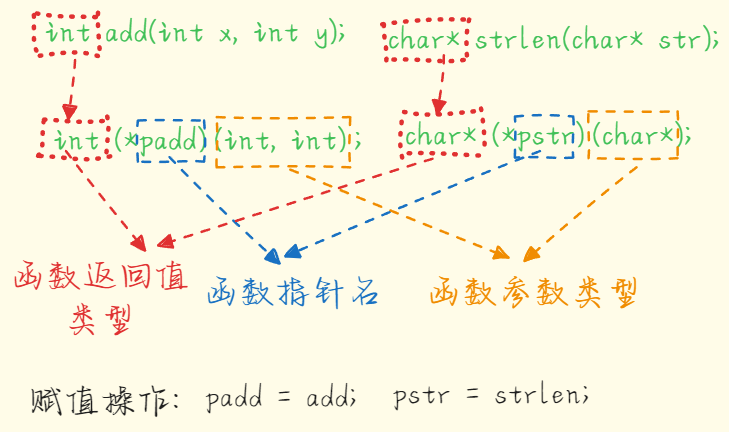 int add(int x, int y); char* strlen(char* str);
int (*padd)(int, int); char* (*pstr)(char*);
函数返回值类型 函数指针名 函数参数类型
赋值操作: padd = add; pstr = strlen;